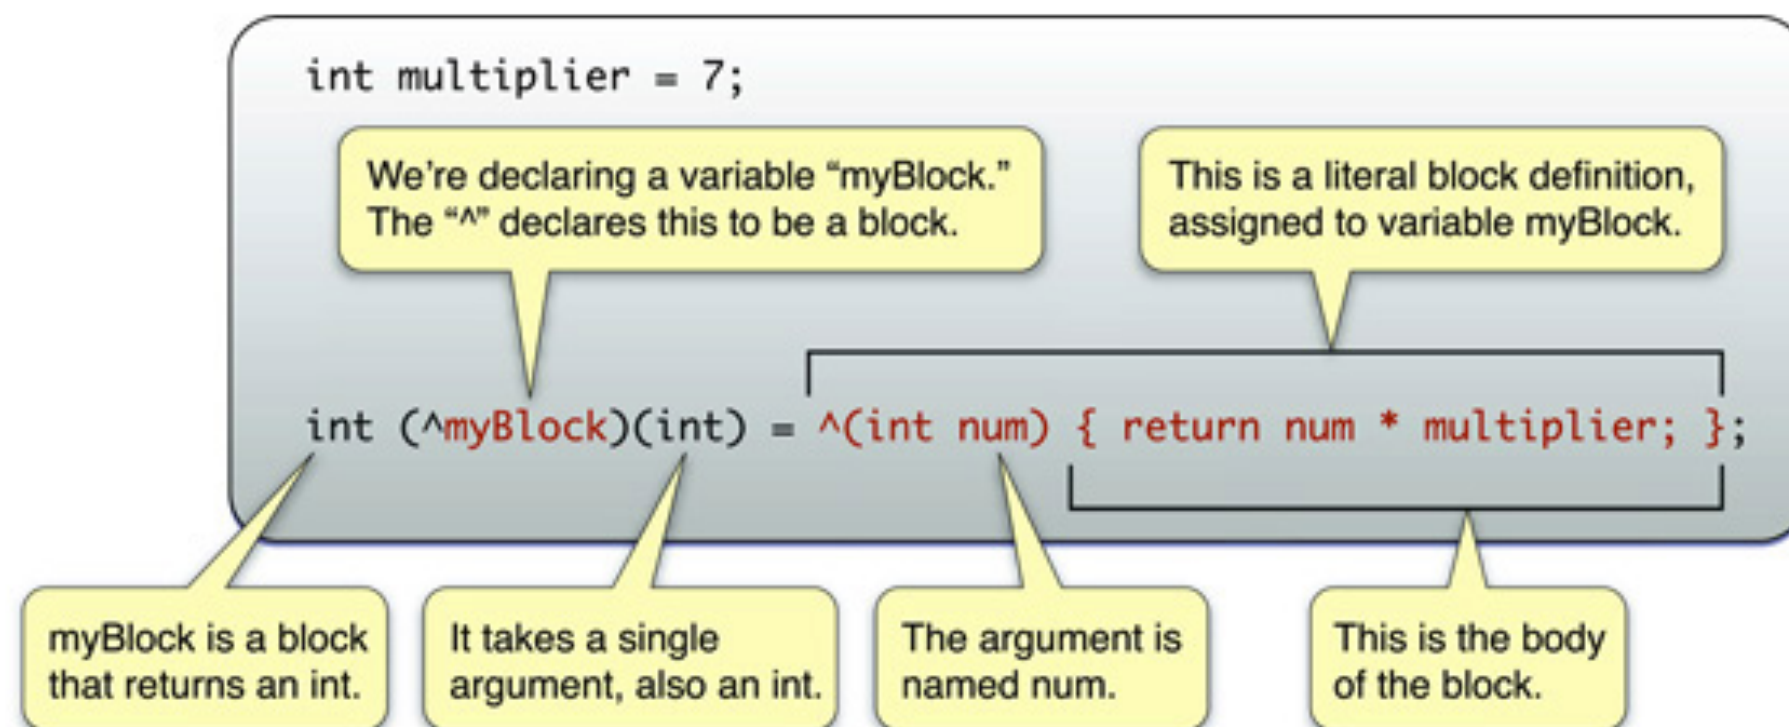 int multiplier = 7;
We're declaring a variable “myBlock.”
The “^” declares this to be a block.
This is a literal block definition,
assigned to variable myBlock.
int (^myBlock)(int) = ^(int num) { return num * multiplier; };
myBlock is a block
that returns an int.
It takes a single
argument, also an int.
The argument is
named num.
This is the body
of the block.